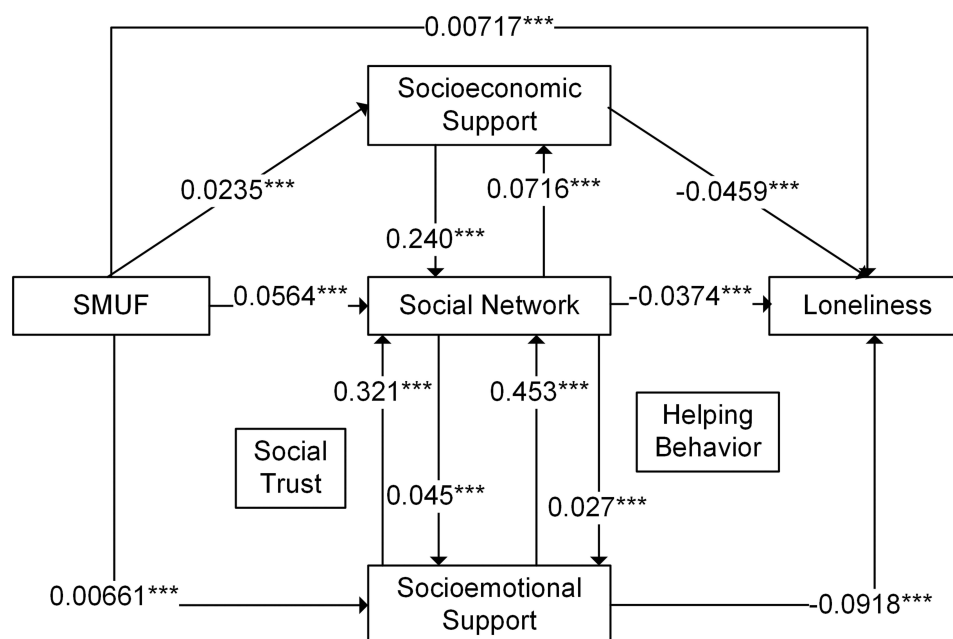 0.00717***
Socioeconomic
Support
0.0235***
0.0716***
-0.0459***
0.240***
SMUF
0.0564***
Social Network
-0.0374***
Loneliness
0.321***
0.453***
Helping
Behavior
Social
Trust
0.045***
0.027***
0.00661***
Socioemotional
Support
-0.0918***